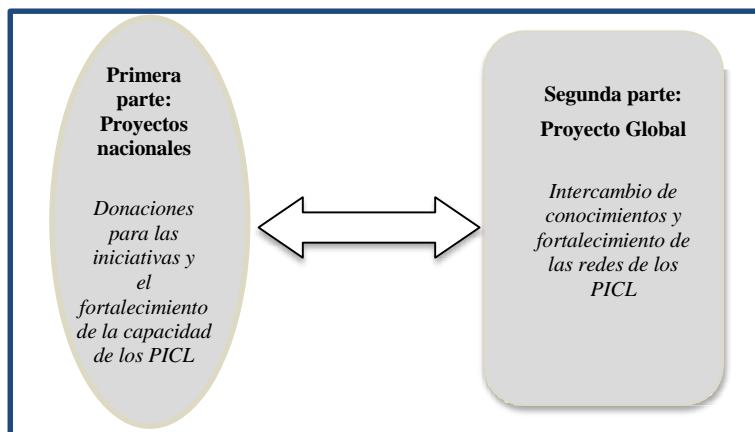 Primera
parte:
Proyectos
nacionales
Donaciones
para las
iniciativas y
el
fortalecimiento
de la capacidad
de los PICL
Segunda parte:
Proyecto Global
Intercambio de
conocimientos y
fortalecimiento de
las redes de los
PICL